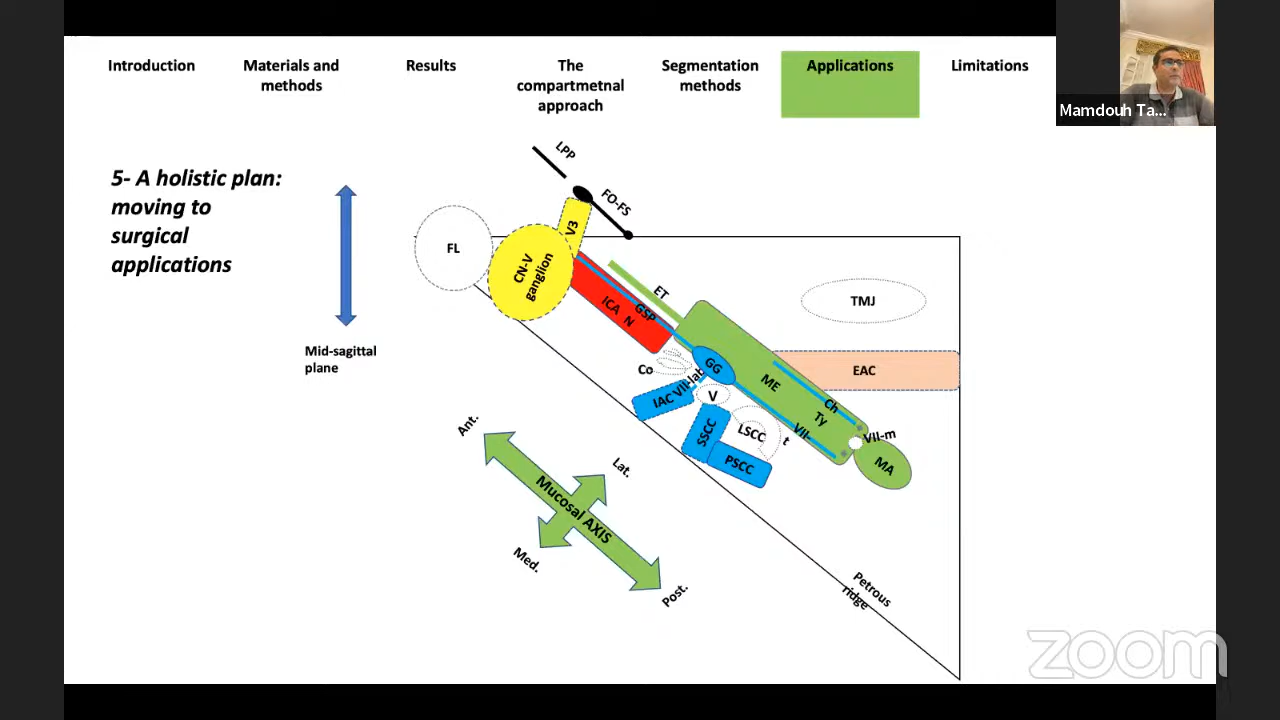 Introduction
Materials and
methods
Results
The
compartmetnal
approach
Segmentation
methods
Applications
Limitations
Mamdouh Ta...
5- A holistic plan:
moving to
surgical
applications
Mid-sagittal
plane
LPP
FO-FS
V3
FL
CN-V
ganglion
ET
ICA N
GSP
TMJ
EAC
GG
ME
Co
IAC
VII-lab
V
Ch
Ty
SSCC
LSCC
VII-
t
VII-m
PSCC
MA
Ant.
Lat.
Mucosal AXIS
Med.
Post.
Petrous
ridge
zoom